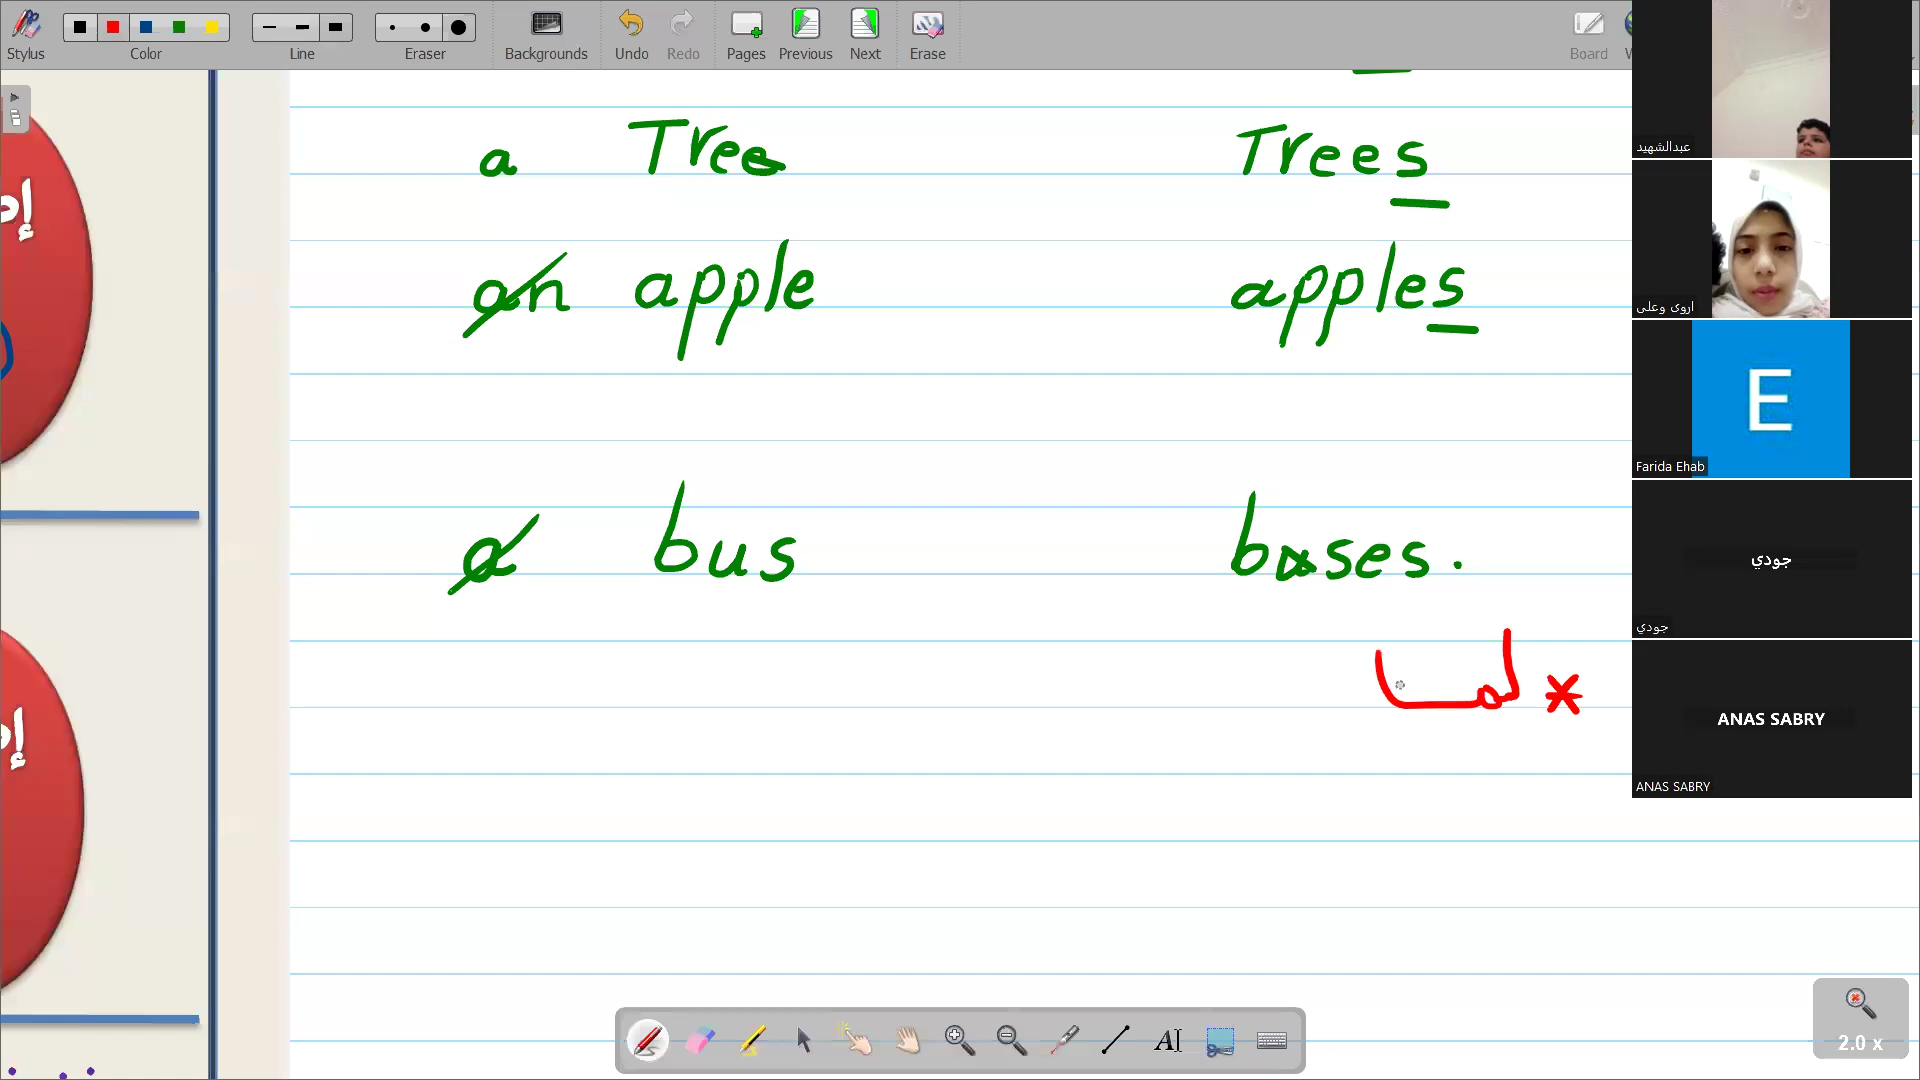 Stylus Color Line Eraser Backgrounds Undo Redo Pages Previous Next Erase Board
a Tree Trees
an apple apples
a bus buses.
لما *
عبدالشهيد
اروى وعلى
E
Farida Ehab
جودي
جودي
ANAS SABRY
ANAS SABRY
2.0 x